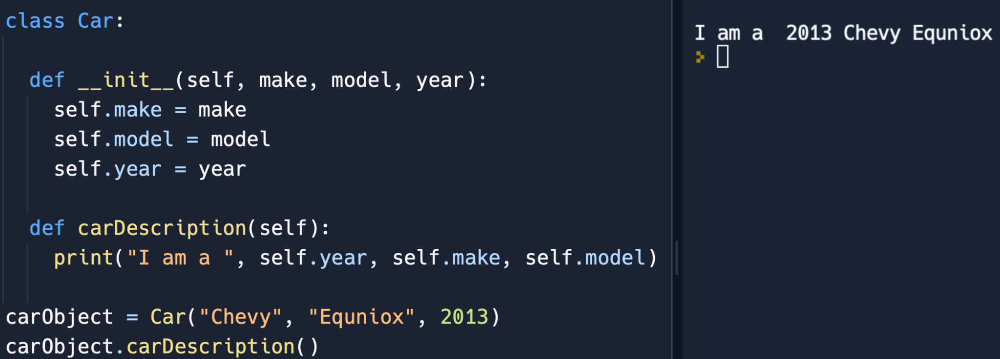 class Car:
def __init__(self, make, model, year):
self.make = make
self.model = model
self.year = year
def carDescription(self):
print("I am a ", self.year, self.make, self.model)
carObject = Car("Chevy", "Equniox", 2013)
carObject.carDescription()
I am a  2013 Chevy Equniox